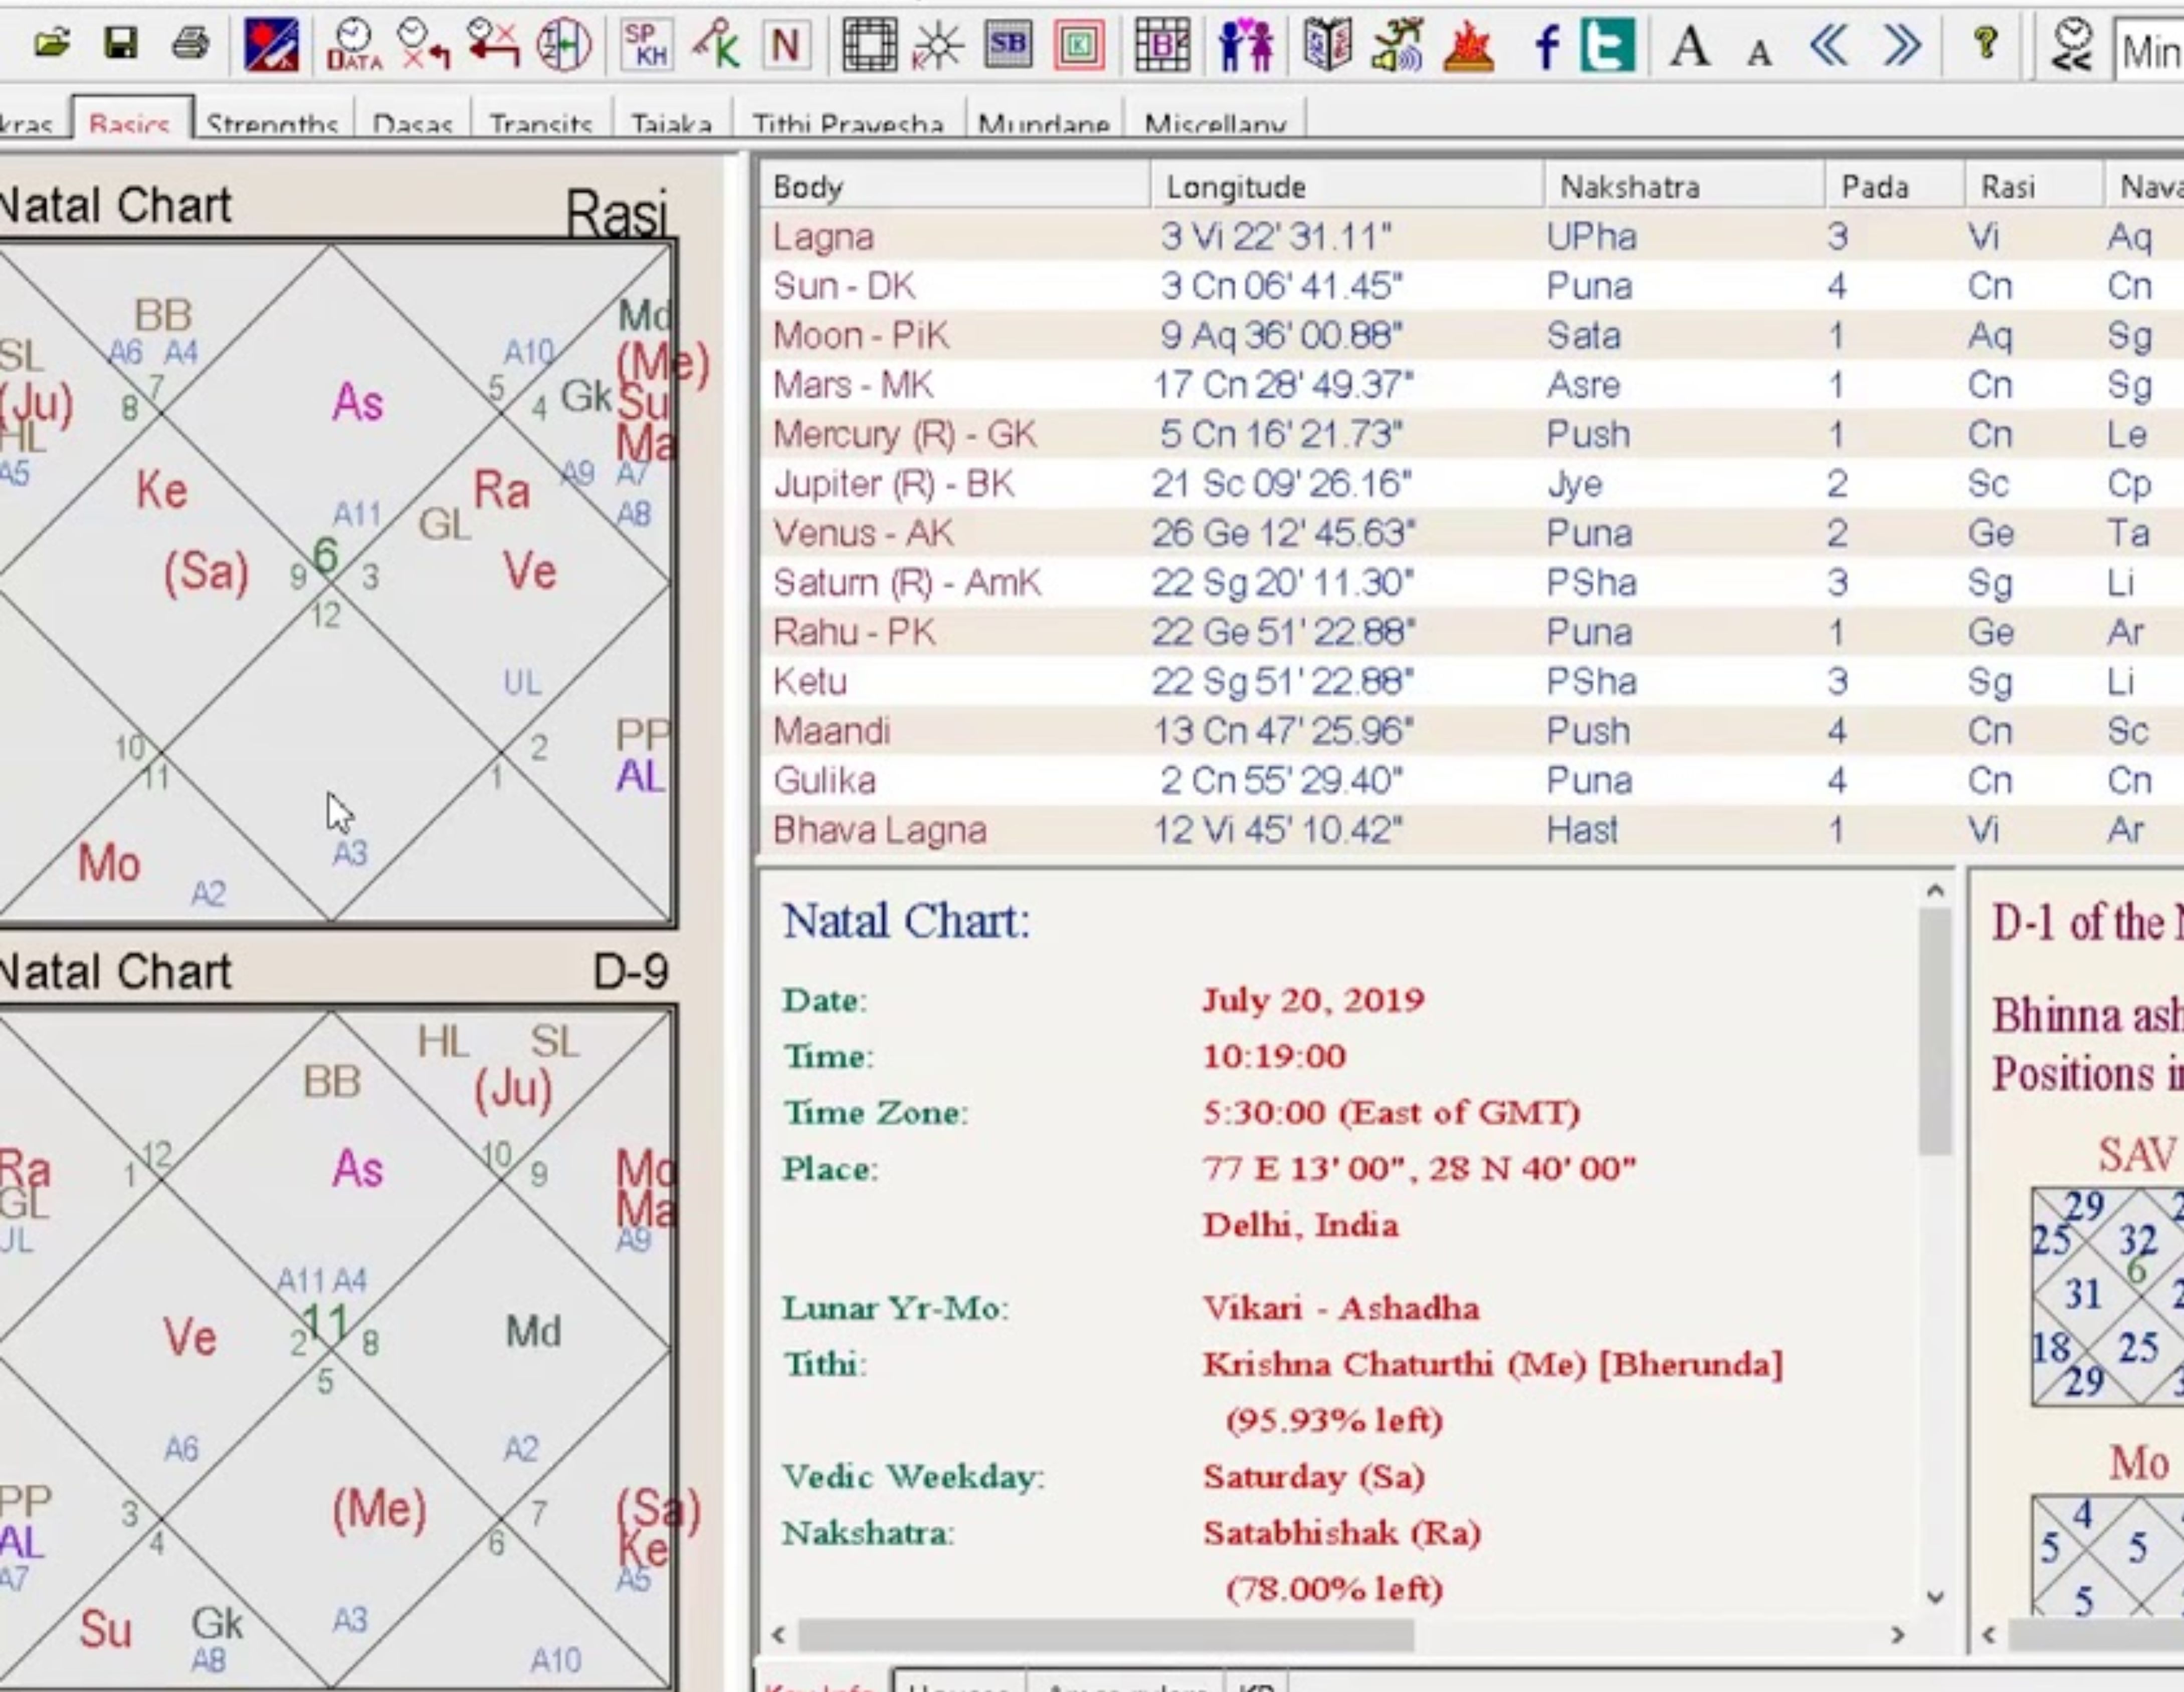 DATA
SP
KH
K
N
K
SB
K
B
f
t
A
A
?
Min
kras
Basics
Strengths
Dasas
Transits
Tajaka
Tithi Pravesha
Mundane
Miscellany
Natal Chart
Rasi
BB
A6 A4
SL
(Ju)
HL
A5
7
8
As
A10
5
4
Gk
Md
(Me)
Su
Ma
A9 A7
A8
Ke
(Sa)
A11
6
9
3
12
GL
Ra
Ve
UL
10
11
2
1
PP
AL
Mo
A2
A3
Natal Chart
D-9
HL SL
BB
(Ju)
Ra
GL
UL
12
1
As
10
9
Mo
Ma
A9
A11 A4
Ve
11
2
8
5
Md
A6
A2
PP
AL
A7
3
4
(Me)
7
6
(Sa)
Ke
A5
Su
Gk
A8
A3
A10
Body Longitude Nakshatra Pada Rasi Nava
Lagna 3 Vi 22' 31.11" UPha 3 Vi Aq
Sun - DK 3 Cn 06' 41.45" Puna 4 Cn Cn
Moon - PiK 9 Aq 36' 00.88" Sata 1 Aq Sg
Mars - MK 17 Cn 28' 49.37" Asre 1 Cn Sg
Mercury (R) - GK 5 Cn 16' 21.73" Push 1 Cn Le
Jupiter (R) - BK 21 Sc 09' 26.16" Jye 2 Sc Cp
Venus - AK 26 Ge 12' 45.63" Puna 2 Ge Ta
Saturn (R) - AmK 22 Sg 20' 11.30" PSha 3 Sg Li
Rahu - PK 22 Ge 51' 22.88" Puna 1 Ge Ar
Ketu 22 Sg 51' 22.88" PSha 3 Sg Li
Maandi 13 Cn 47' 25.96" Push 4 Cn Sc
Gulika 2 Cn 55' 29.40" Puna 4 Cn Cn
Bhava Lagna 12 Vi 45' 10.42" Hast 1 Vi Ar
Natal Chart:
Date: July 20, 2019
Time: 10:19:00
Time Zone: 5:30:00 (East of GMT)
Place: 77 E 13' 00", 28 N 40' 00"
Delhi, India
Lunar Yr-Mo: Vikari - Ashadha
Tithi: Krishna Chaturthi (Me) [Bherunda]
(95.93% left)
Vedic Weekday: Saturday (Sa)
Nakshatra: Satabhishak (Ra)
(78.00% left)
D-1 of the
Bhinna ash
Positions
SAV
29
25
32
6
31
18
25
29
Mo
4
5
5
5
Key Info